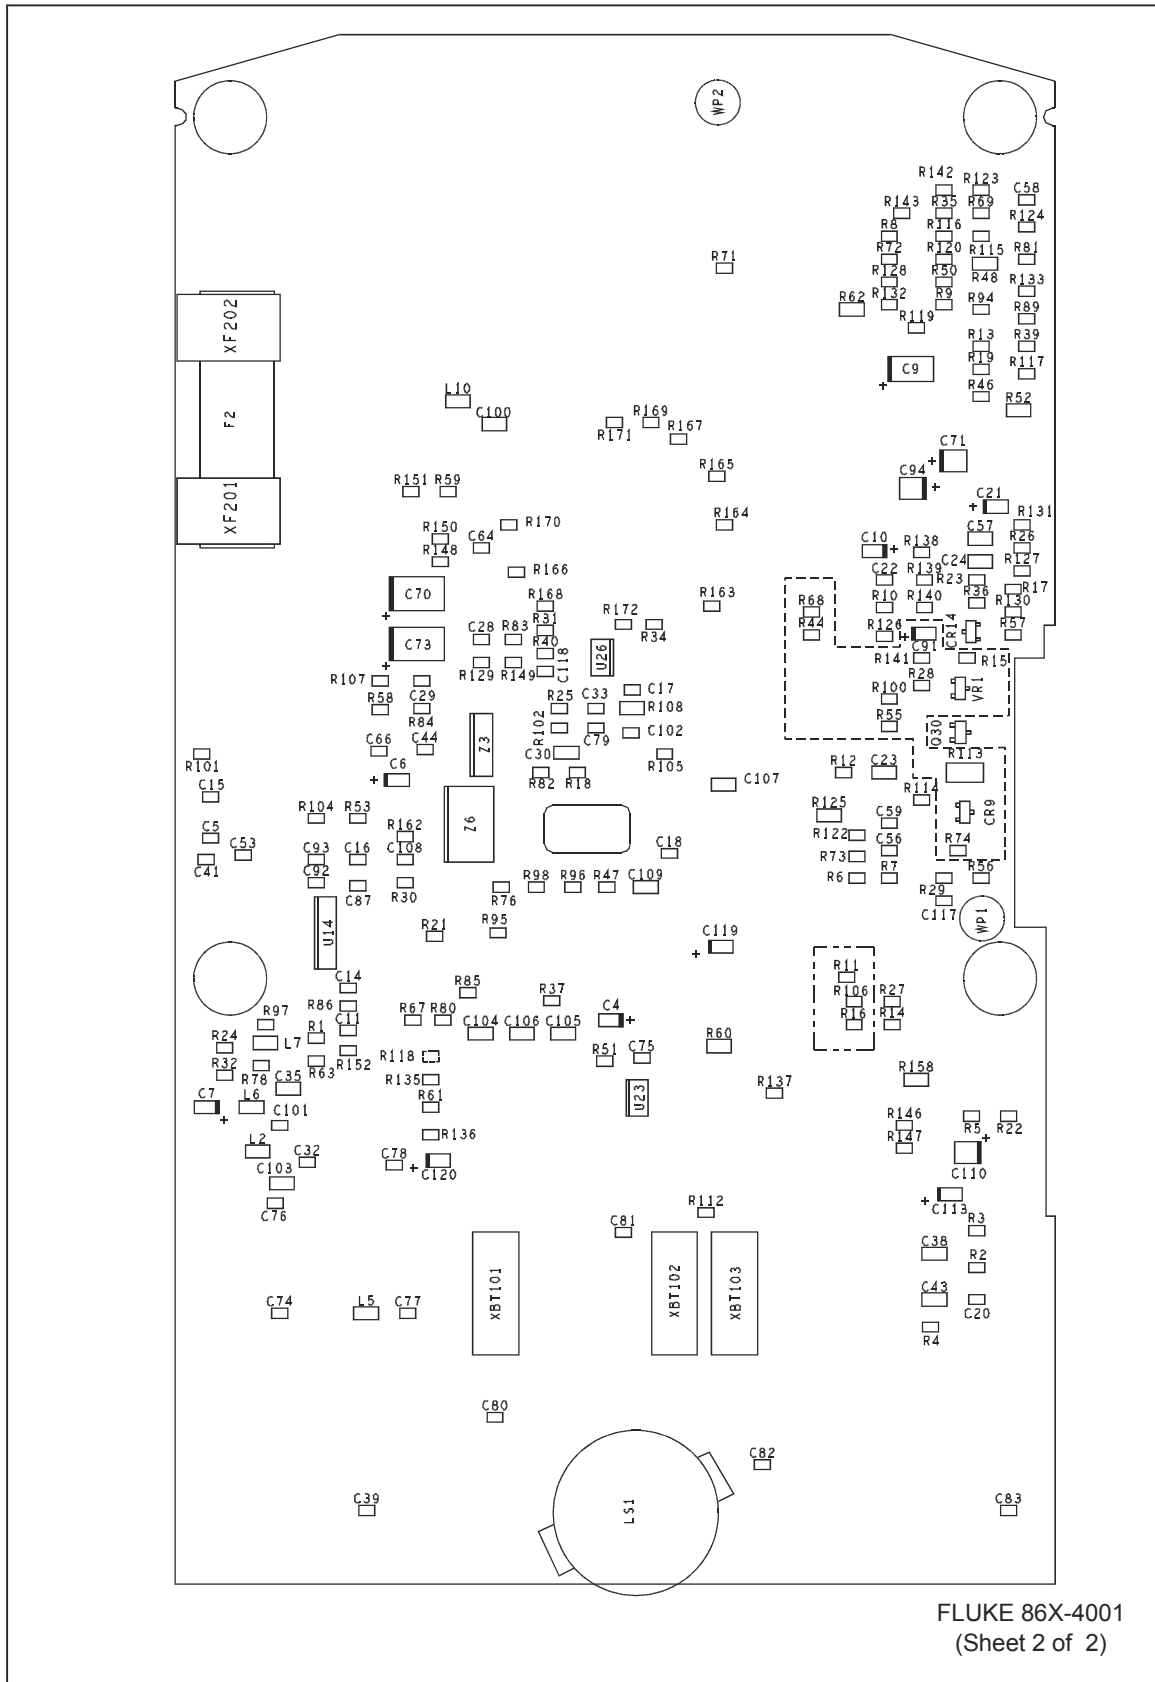 WP2
R142
R123
C58
R143
R35
R69
R124
R8
R116
R72
R120
R115
R81
R71
R128
R50
R48
R133
R62
R132
R9
R94
R89
XF202
R119
R13
R39
C9
R19
R117
+
L10
R46
R52
F2
C100
R171
R169
R167
C71
+
R165
C94
+
R151
R59
C21
+
XF201
R170
R164
R131
R150
C64
C57
R26
R148
C10
+
R138
C24
R127
R166
C22
R139
R23
R17
C70
R168
R163
R68
R10
R140
R36
R130
+
R31
R172
R44
CR14
R57
C73
C28
R83
R34
R126
+
C91
R40
U26
+
R129
R149
C118
R141
R15
R107
C29
C17
R28
VR1
R58
R84
R25
C33
R108
R100
R102
C102
R55
Q30
C66
C44
Z3
C79
R101
C30
R105
R113
C6
+
R82
R18
C107
R12
C23
C15
R114
R104
R53
R125
C59
CR9
C5
R162
Z6
R122
C53
C93
C16
C108
C18
R73
C56
R74
C41
C92
C87
R30
R76
R98
R96
R47
C109
R6
R7
R29
R56
U14
R21
R95
C117
WP1
C119
+
R11
C14
R85
R37
R106
R27
R86
R97
R67
R80
C4
+
R16
R14
R1
C11
C104
C106
C105
R24
L7
R60
R152
R118
R51
C75
R32
R78
R63
R158
C35
R135
R137
C7
+
L6
R61
U23
C101
R146
R5
R22
L2
R136
R147
+
C32
C78
+
C120
C110
C103
C76
R112
+
C113
C81
R3
C38
XBT101
XBT102
XBT103
R2
C43
C74
L5
C77
C20
R4
C80
C82
C39
LS1
C83
FLUKE 86X-4001
(Sheet 2 of 2)